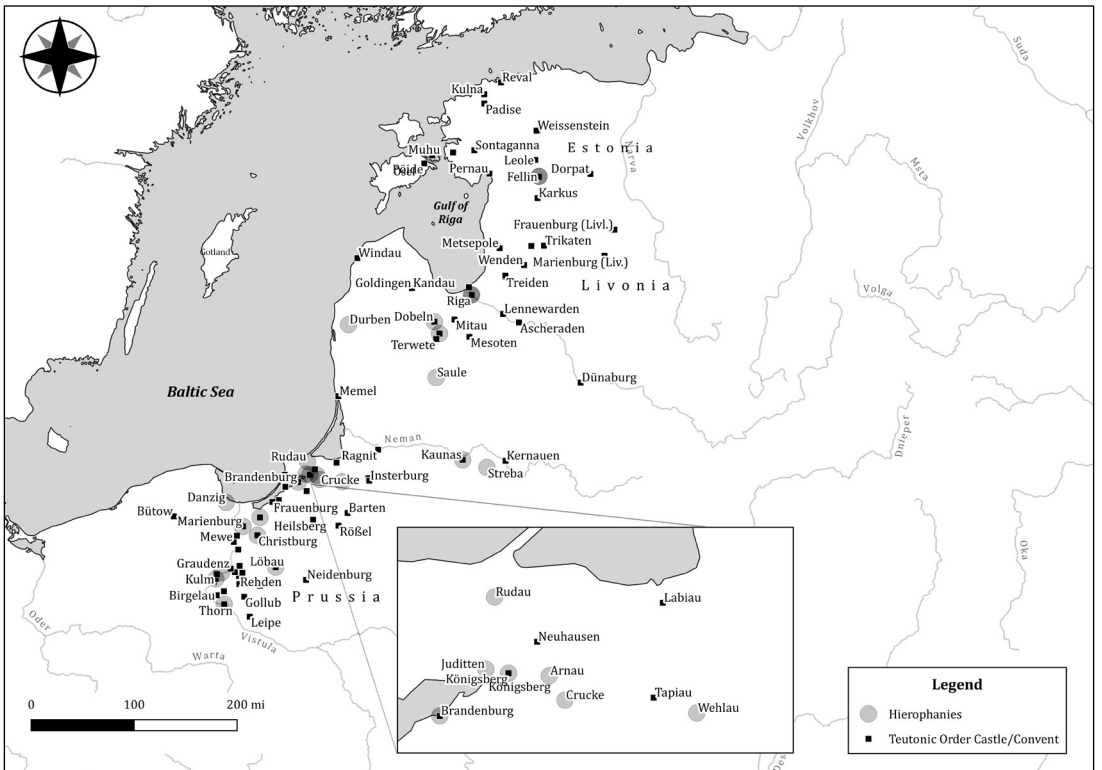 Suda
Reval
Kulna
Padise
Volkhov
Weissenstein
Narva
Estonia
Muhu
Sontaganna
Leole
Dorpat
Msta
Pöide
Pernau
Fellin
Karkus
Gulf of
Riga
Frauenburg (Livl.)
Gotland
Metsepole
Trikaten
Windau
Wenden
Marienburg (Liv.)
Goldingen
Kandau
Treiden
Livonia
Volga
Riga
Lennewarden
Durben
Dobeln
Mitau
Ascheraden
Terwete
Mesoten
Saule
Dünaburg
Baltic Sea
Memel
Dnieper
Neman
Rudau
Ragnit
Kaunas
Kernauen
Streba
Brandenburg
Crucke
Insterburg
Danzig
Bütow
Frauenburg
Barten
Marienburg
Heilsberg
Rößel
Mewe
Christburg
Oka
Graudenz
Löbau
Kulm
Rehden
Neidenburg
Birgelau
Gollub
Prussia
Thorn
Leipe
Oder
Vistula
Warta
Rudau
Labiau
Neuhausen
Juditten
Königsberg
Königsberg
Arnau
Crucke
Tapiau
Wehlau
Brandenburg
Des
0 100 200 mi
Legend
Hierophanies
Teutonic Order Castle/Convent